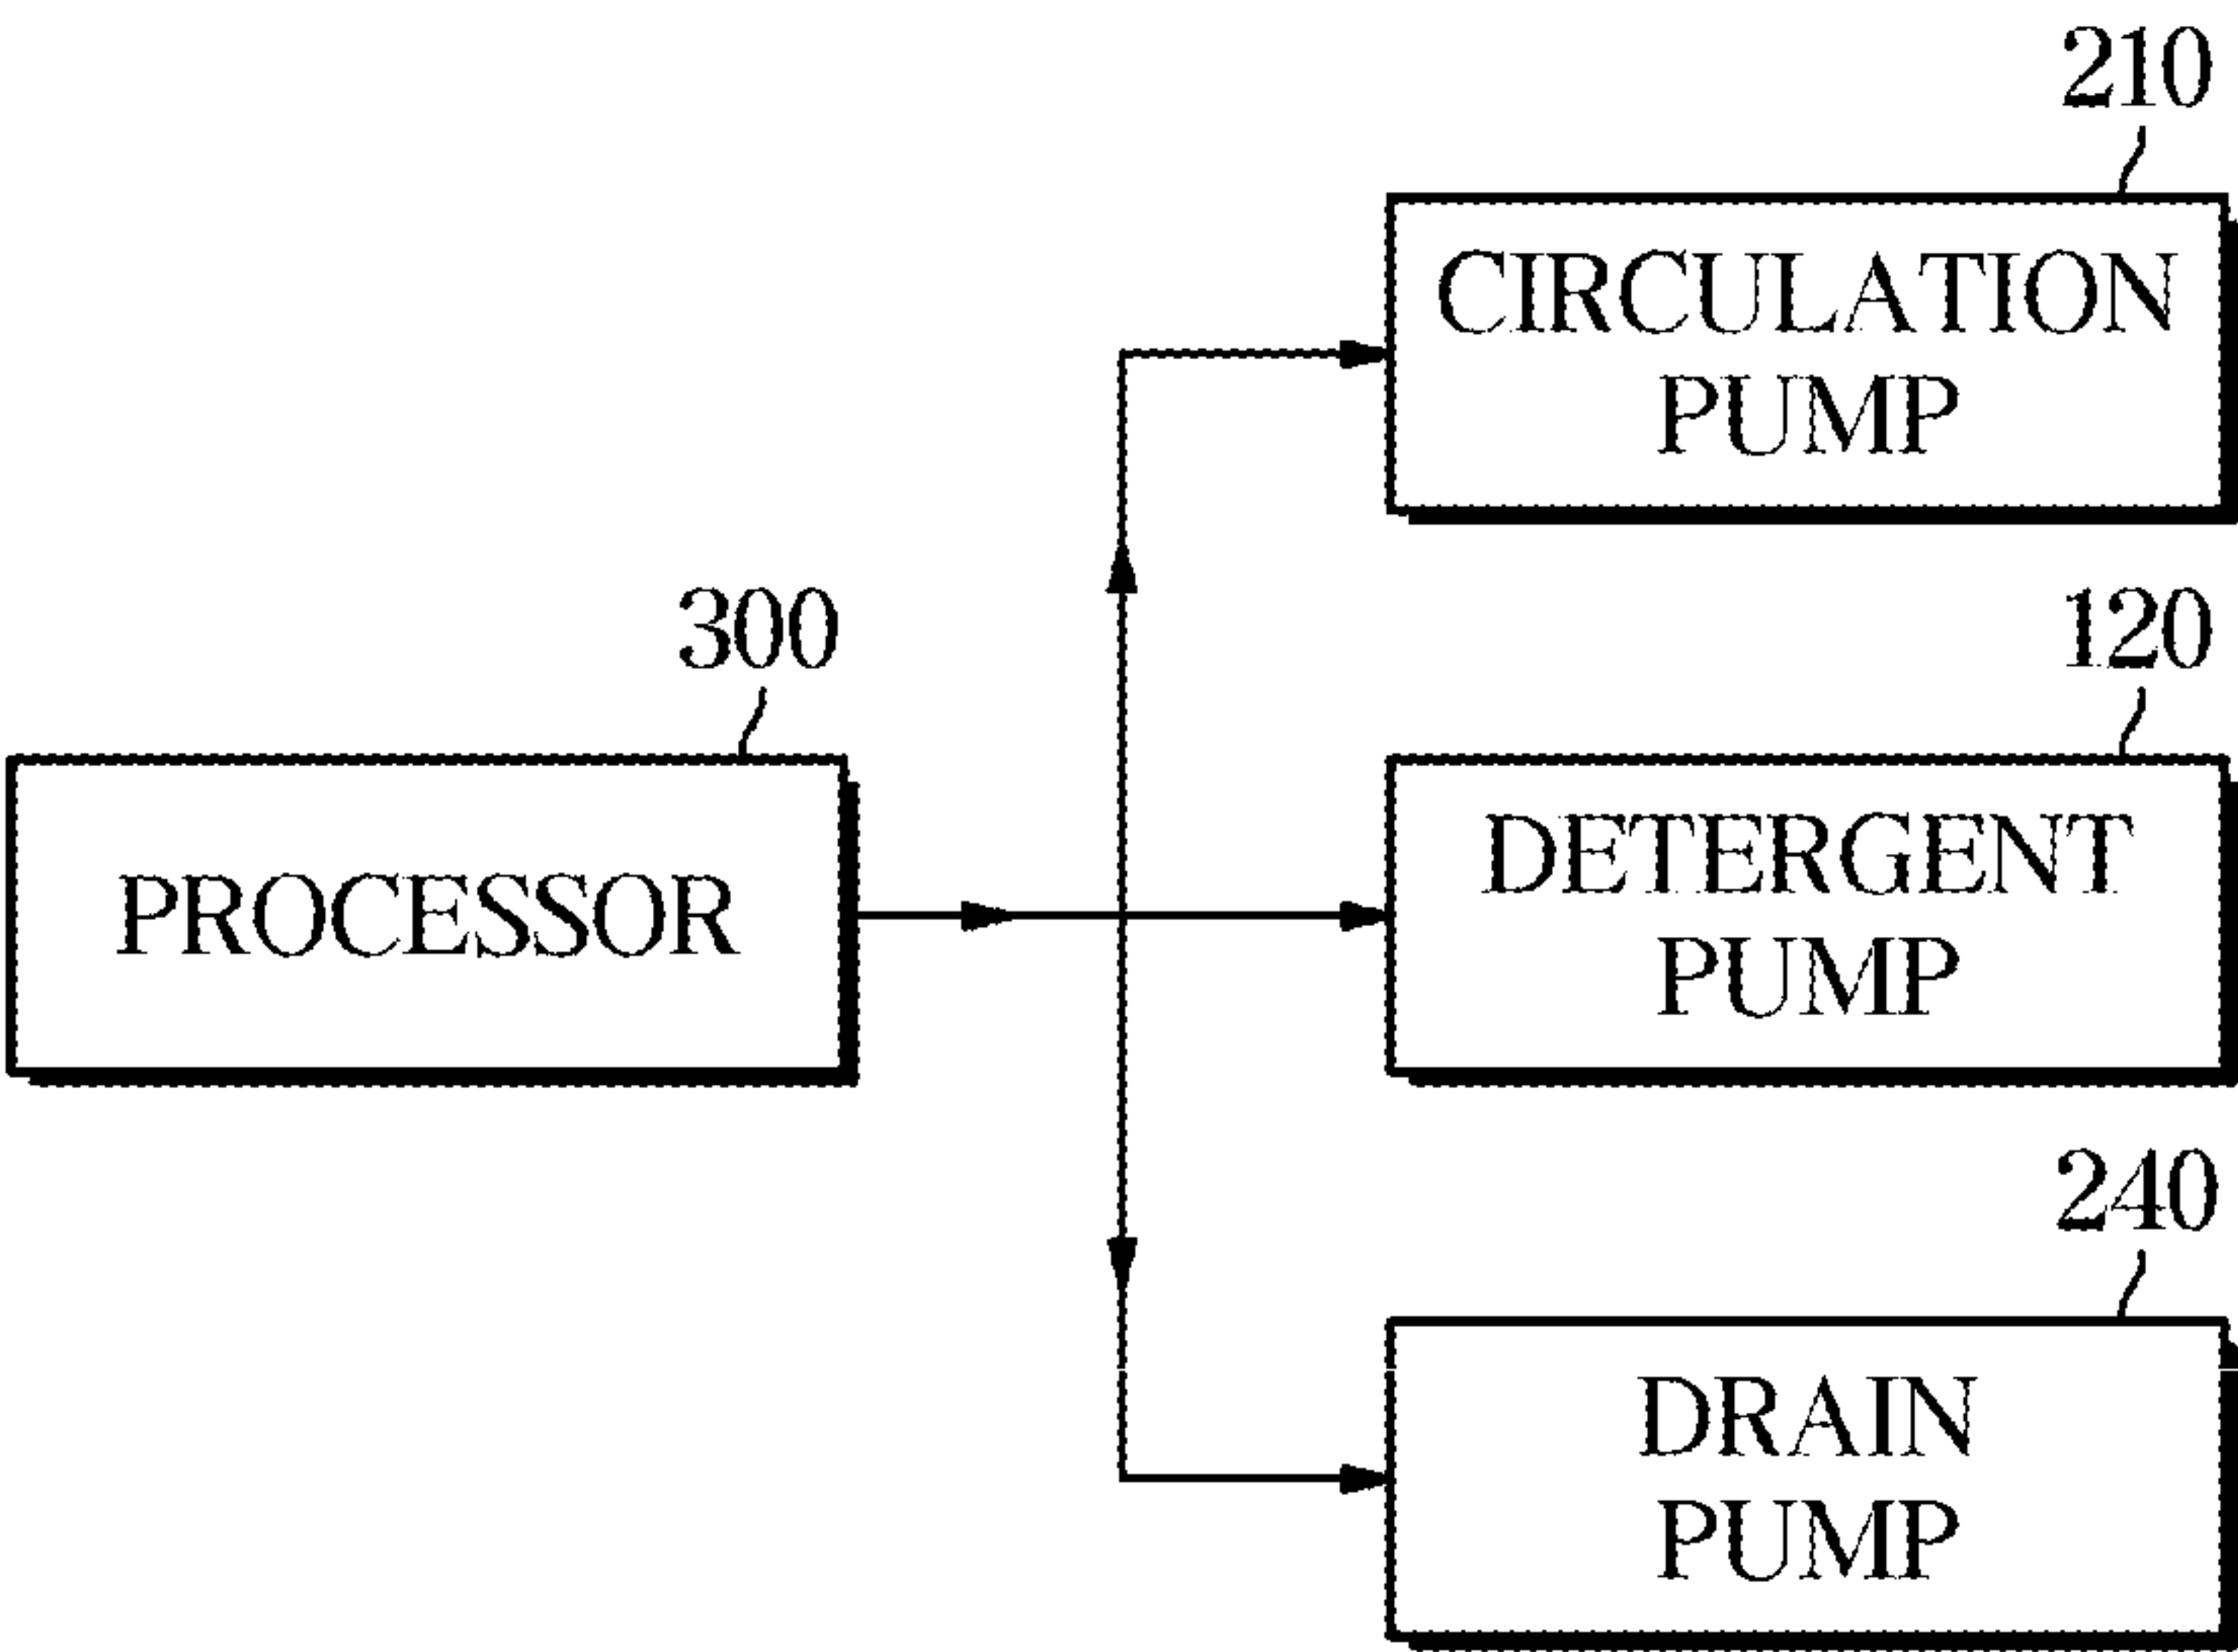 210
CIRCULATION
PUMP
300
PROCESSOR
120
DETERGENT
PUMP
240
DRAIN
PUMP